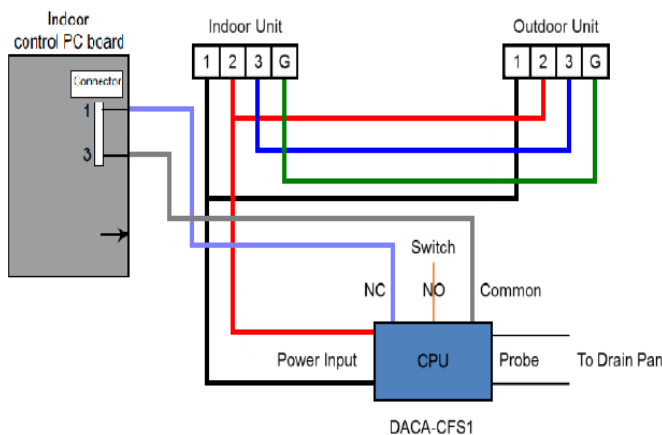 Indoor
control PC board
Connector
1
3
Indoor Unit
1 2 3 G
Outdoor Unit
1 2 3 G
Switch
NC NO Common
Power Input CPU Probe To Drain Pan
DACA-CFS1